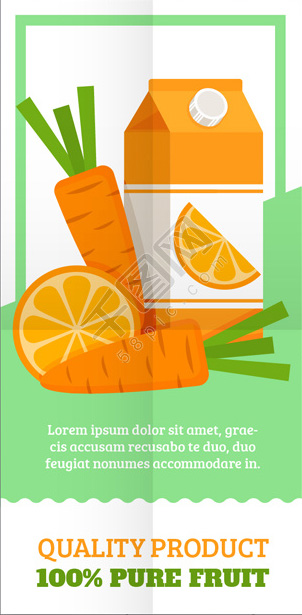 Lorem ipsum dolor sit amet, grae-
cis accusam recusabo te duo, duo
feugiat nonumes accommodare in.
QUALITY PRODUCT
100% PURE FRUIT